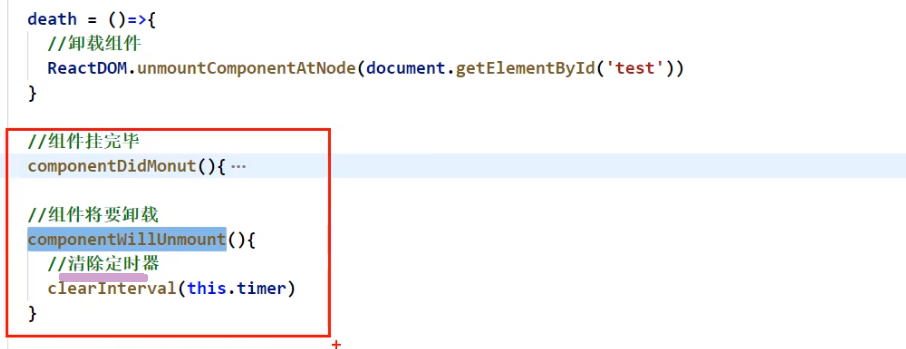 death = ()=>{
//卸载组件
ReactDOM.unmountComponentAtNode(document.getElementById('test'))
}
//组件挂完毕
componentDidMonut(){ ···
//组件将要卸载
componentWillUnmount(){
//清除定时器
clearInterval(this.timer)
}